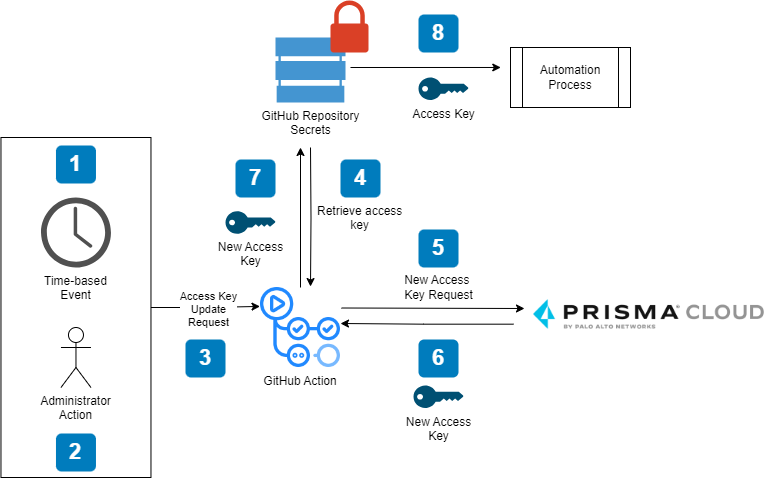 8
Automation
Process
Access Key
GitHub Repository
Secrets
1
7
4
Retrieve access
key
New Access
Key
5
Time-based
Event
New Access
Key Request
Access Key
Update
Request
PRISMA® CLOUD
BY PALO ALTO NETWORKS
3
GitHub Action
6
Administrator
Action
New Access
Key
2